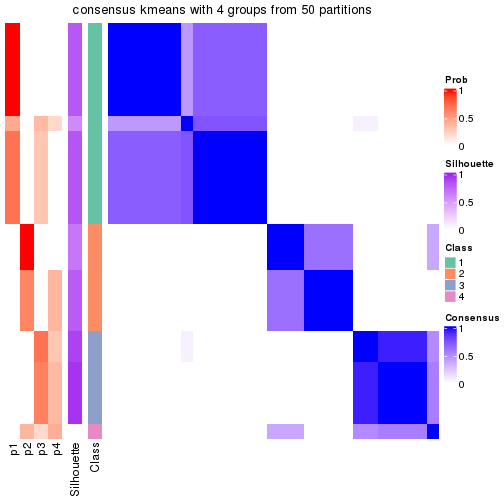 consensus kmeans with 4 groups from 50 partitions
Prob
1
0.5
0
Silhouette
1
0.5
0
Class
1
2
3
4
Consensus
1
0.5
0
p1
p2
p3
p4
Silhouette
Class